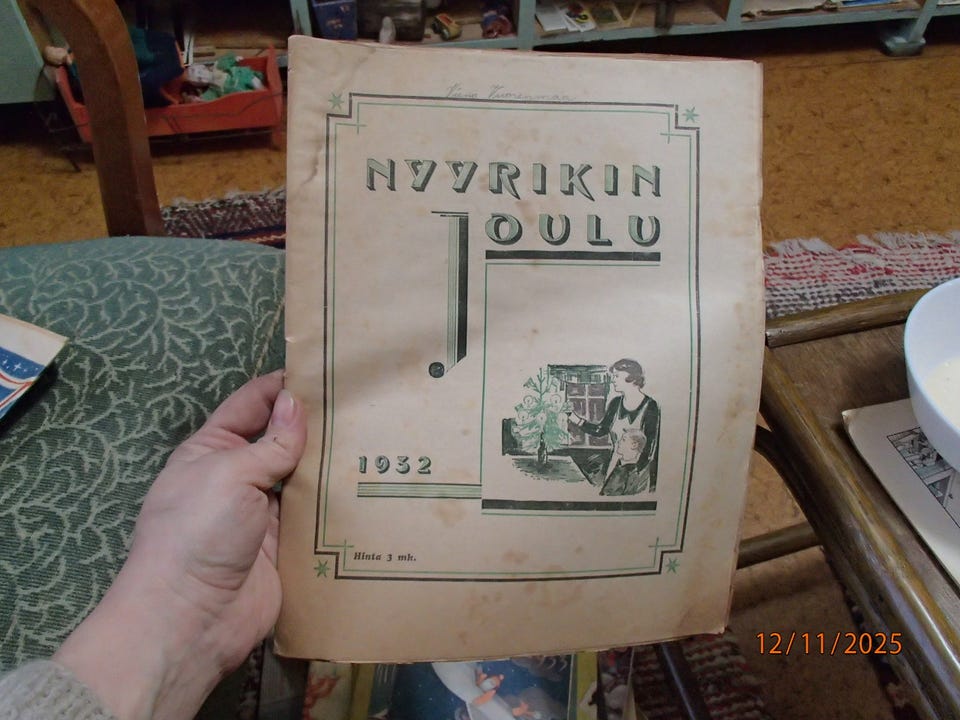 NYYRIKIN
JOULU
1932
Hinta 3 mk.
12/11/2025